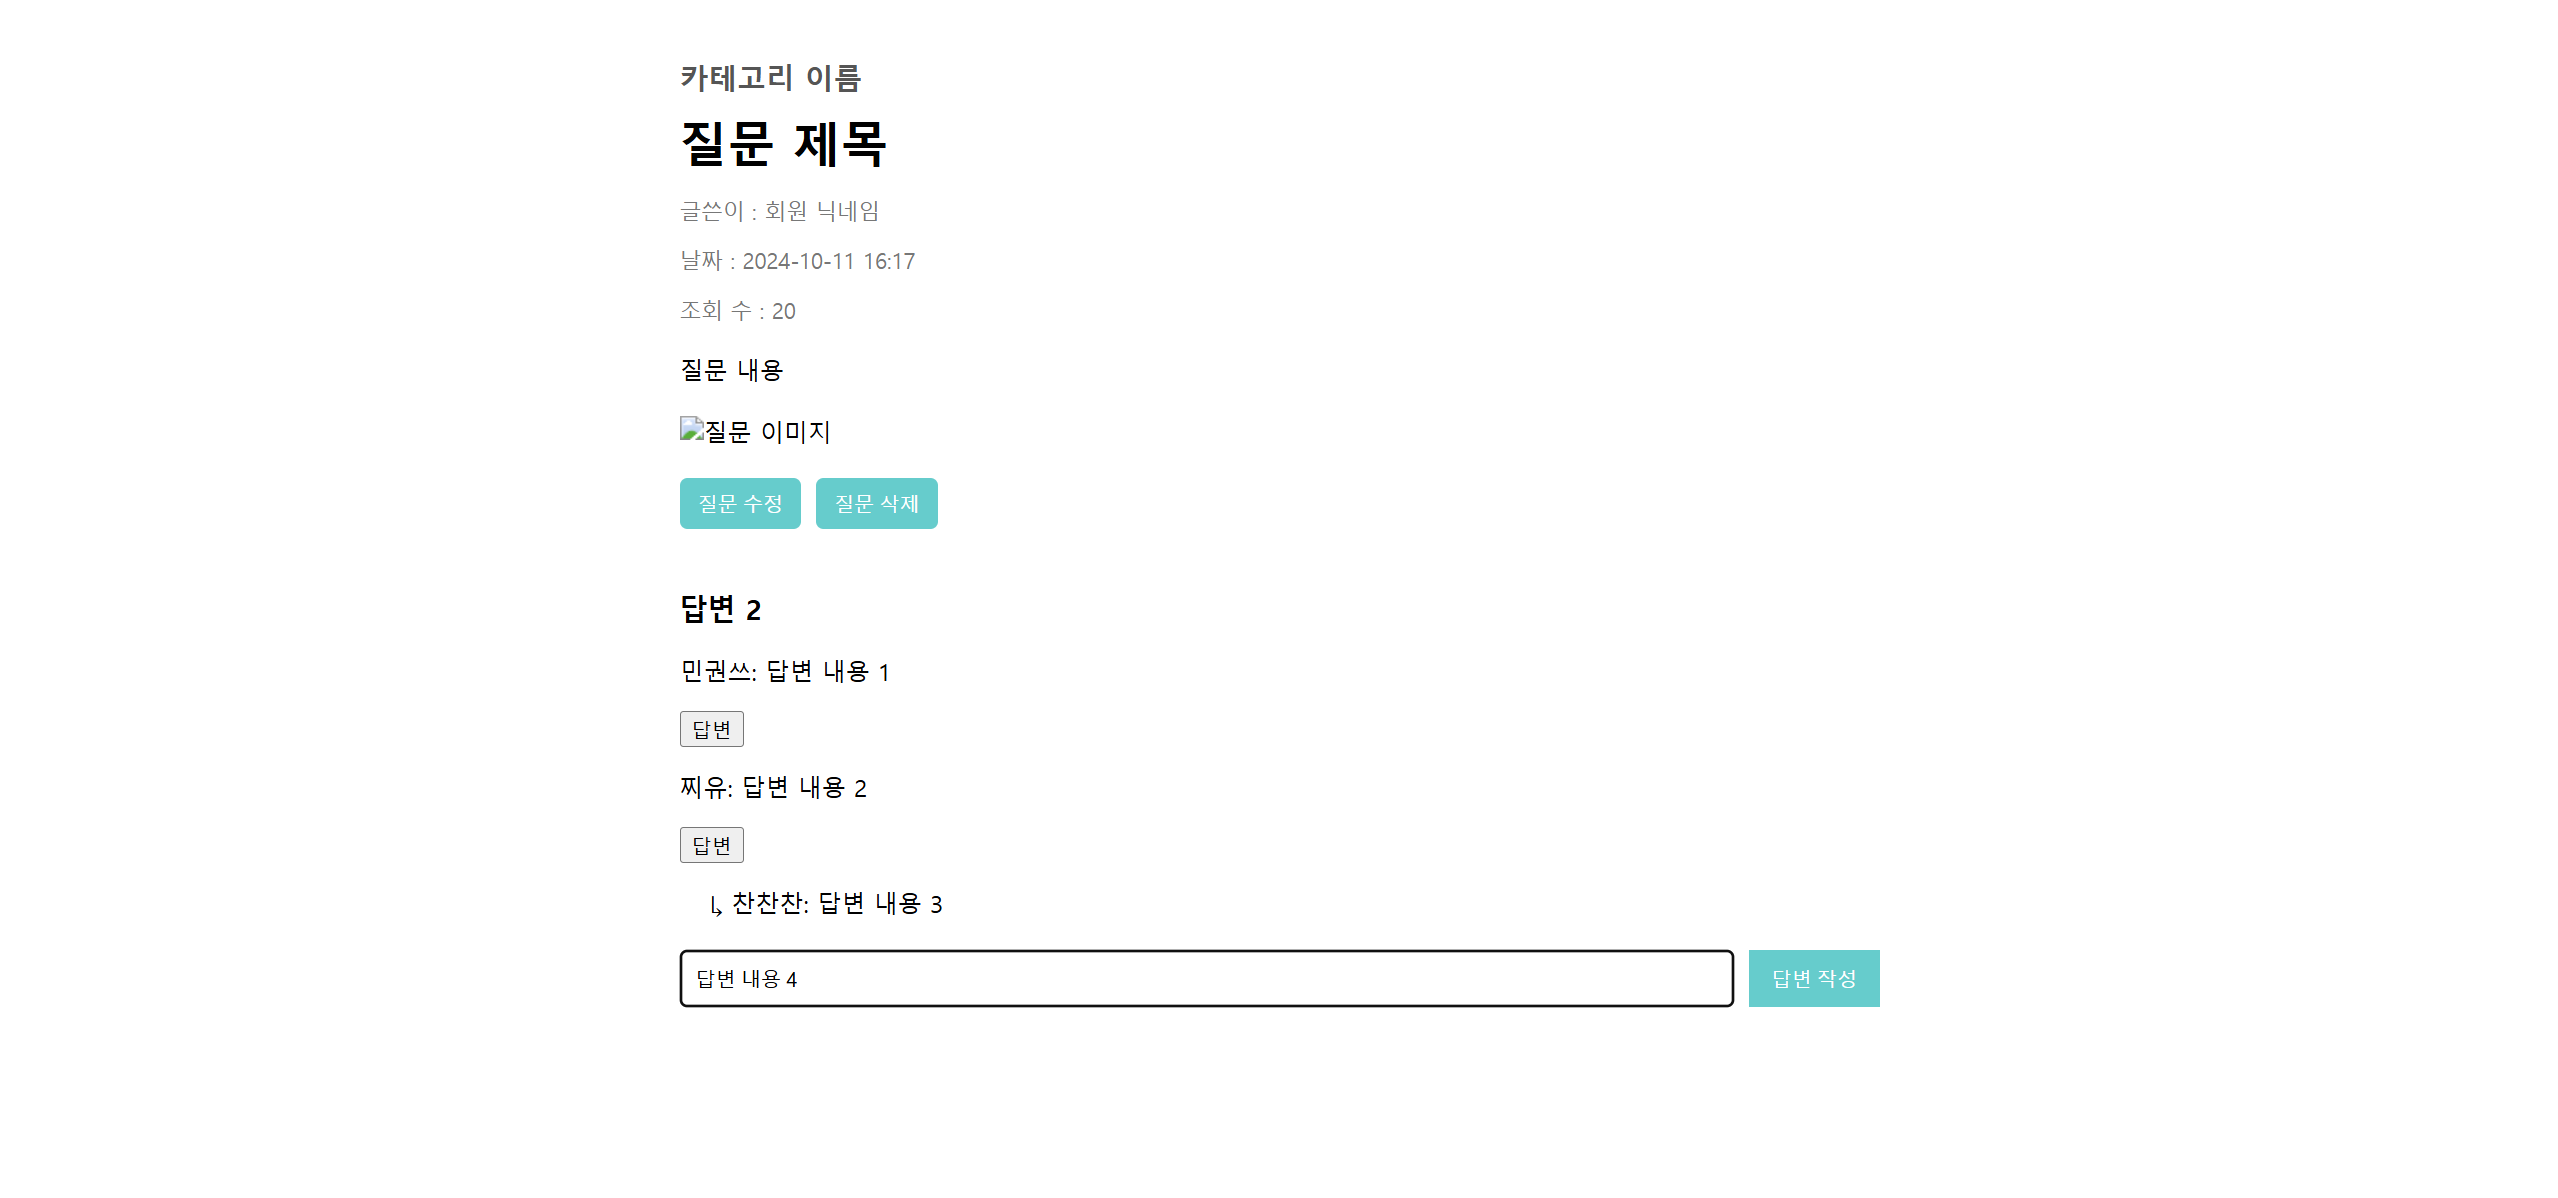 카테고리 이름
질문 제목
글쓴이 : 회원 닉네임
날짜 : 2024-10-11 16:17
조회 수 : 20
질문 내용
질문 이미지
질문 수정 질문 삭제
답변 2
민권쓰: 답변 내용 1
답변
찌유: 답변 내용 2
답변
↳ 찬찬찬: 답변 내용 3
답변 내용 4 답변 작성